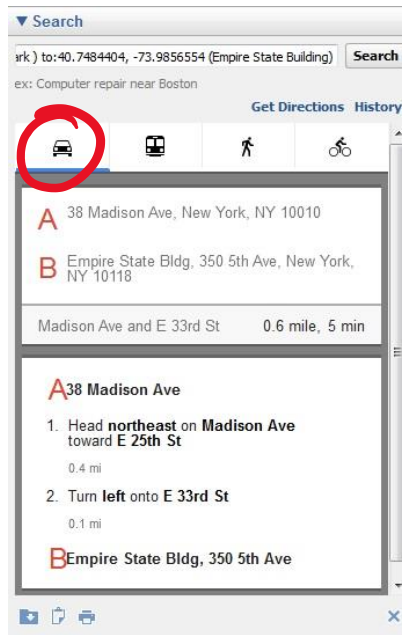 ▼ Search
ark ) to:40.7484404, -73.9856554 (Empire State Building) Search
ex: Computer repair near Boston
Get Directions History
A 38 Madison Ave, New York, NY 10010
B Empire State Bldg, 350 5th Ave, New York,
NY 10118
Madison Ave and E 33rd St 0.6 mile, 5 min
A38 Madison Ave
1. Head northeast on Madison Ave
toward E 25th St
0.4 mi
2. Turn left onto E 33rd St
0.1 mi
BEmpire State Bldg, 350 5th Ave